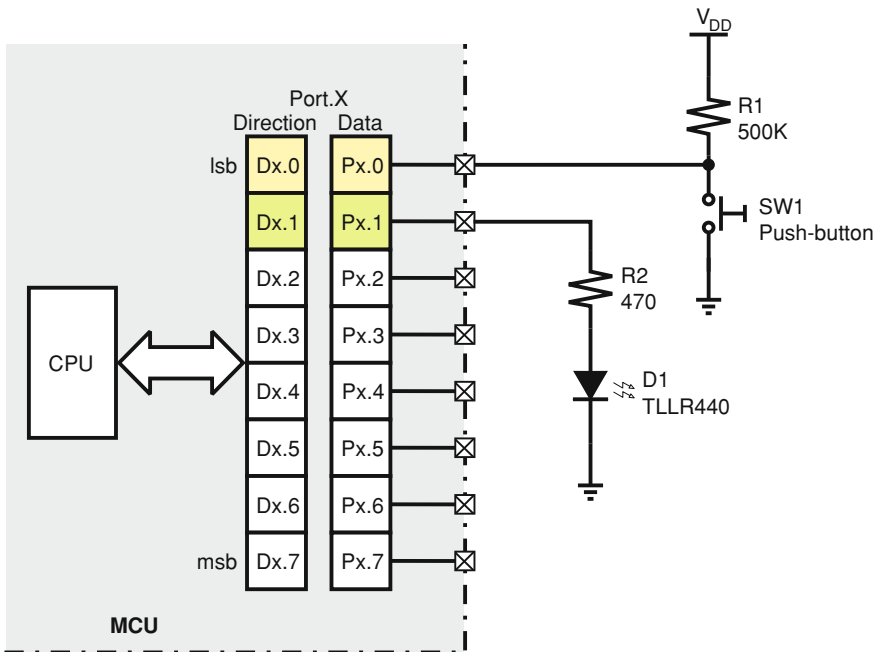 VDD
Port.X
Direction Data
R1
500K
lsb Dx.0 Px.0
SW1
Push-button
Dx.1 Px.1
Dx.2 Px.2
R2
470
Dx.3 Px.3
CPU
Dx.4 Px.4
D1
TLLR440
Dx.5 Px.5
Dx.6 Px.6
msb Dx.7 Px.7
MCU